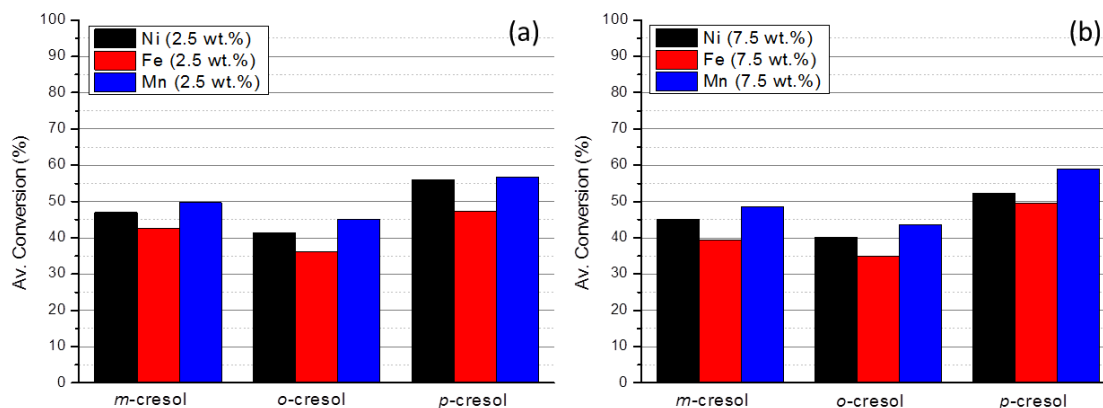 (a)
Ni (2.5 wt.%)
Fe (2.5 wt.%)
Mn (2.5 wt.%)
Av. Conversion (%)
100
90
80
70
60
50
40
30
20
10
0
m-cresol o-cresol p-cresol
(b)
Ni (7.5 wt.%)
Fe (7.5 wt.%)
Mn (7.5 wt.%)
Av. Conversion (%)
100
90
80
70
60
50
40
30
20
10
0
m-cresol o-cresol p-cresol